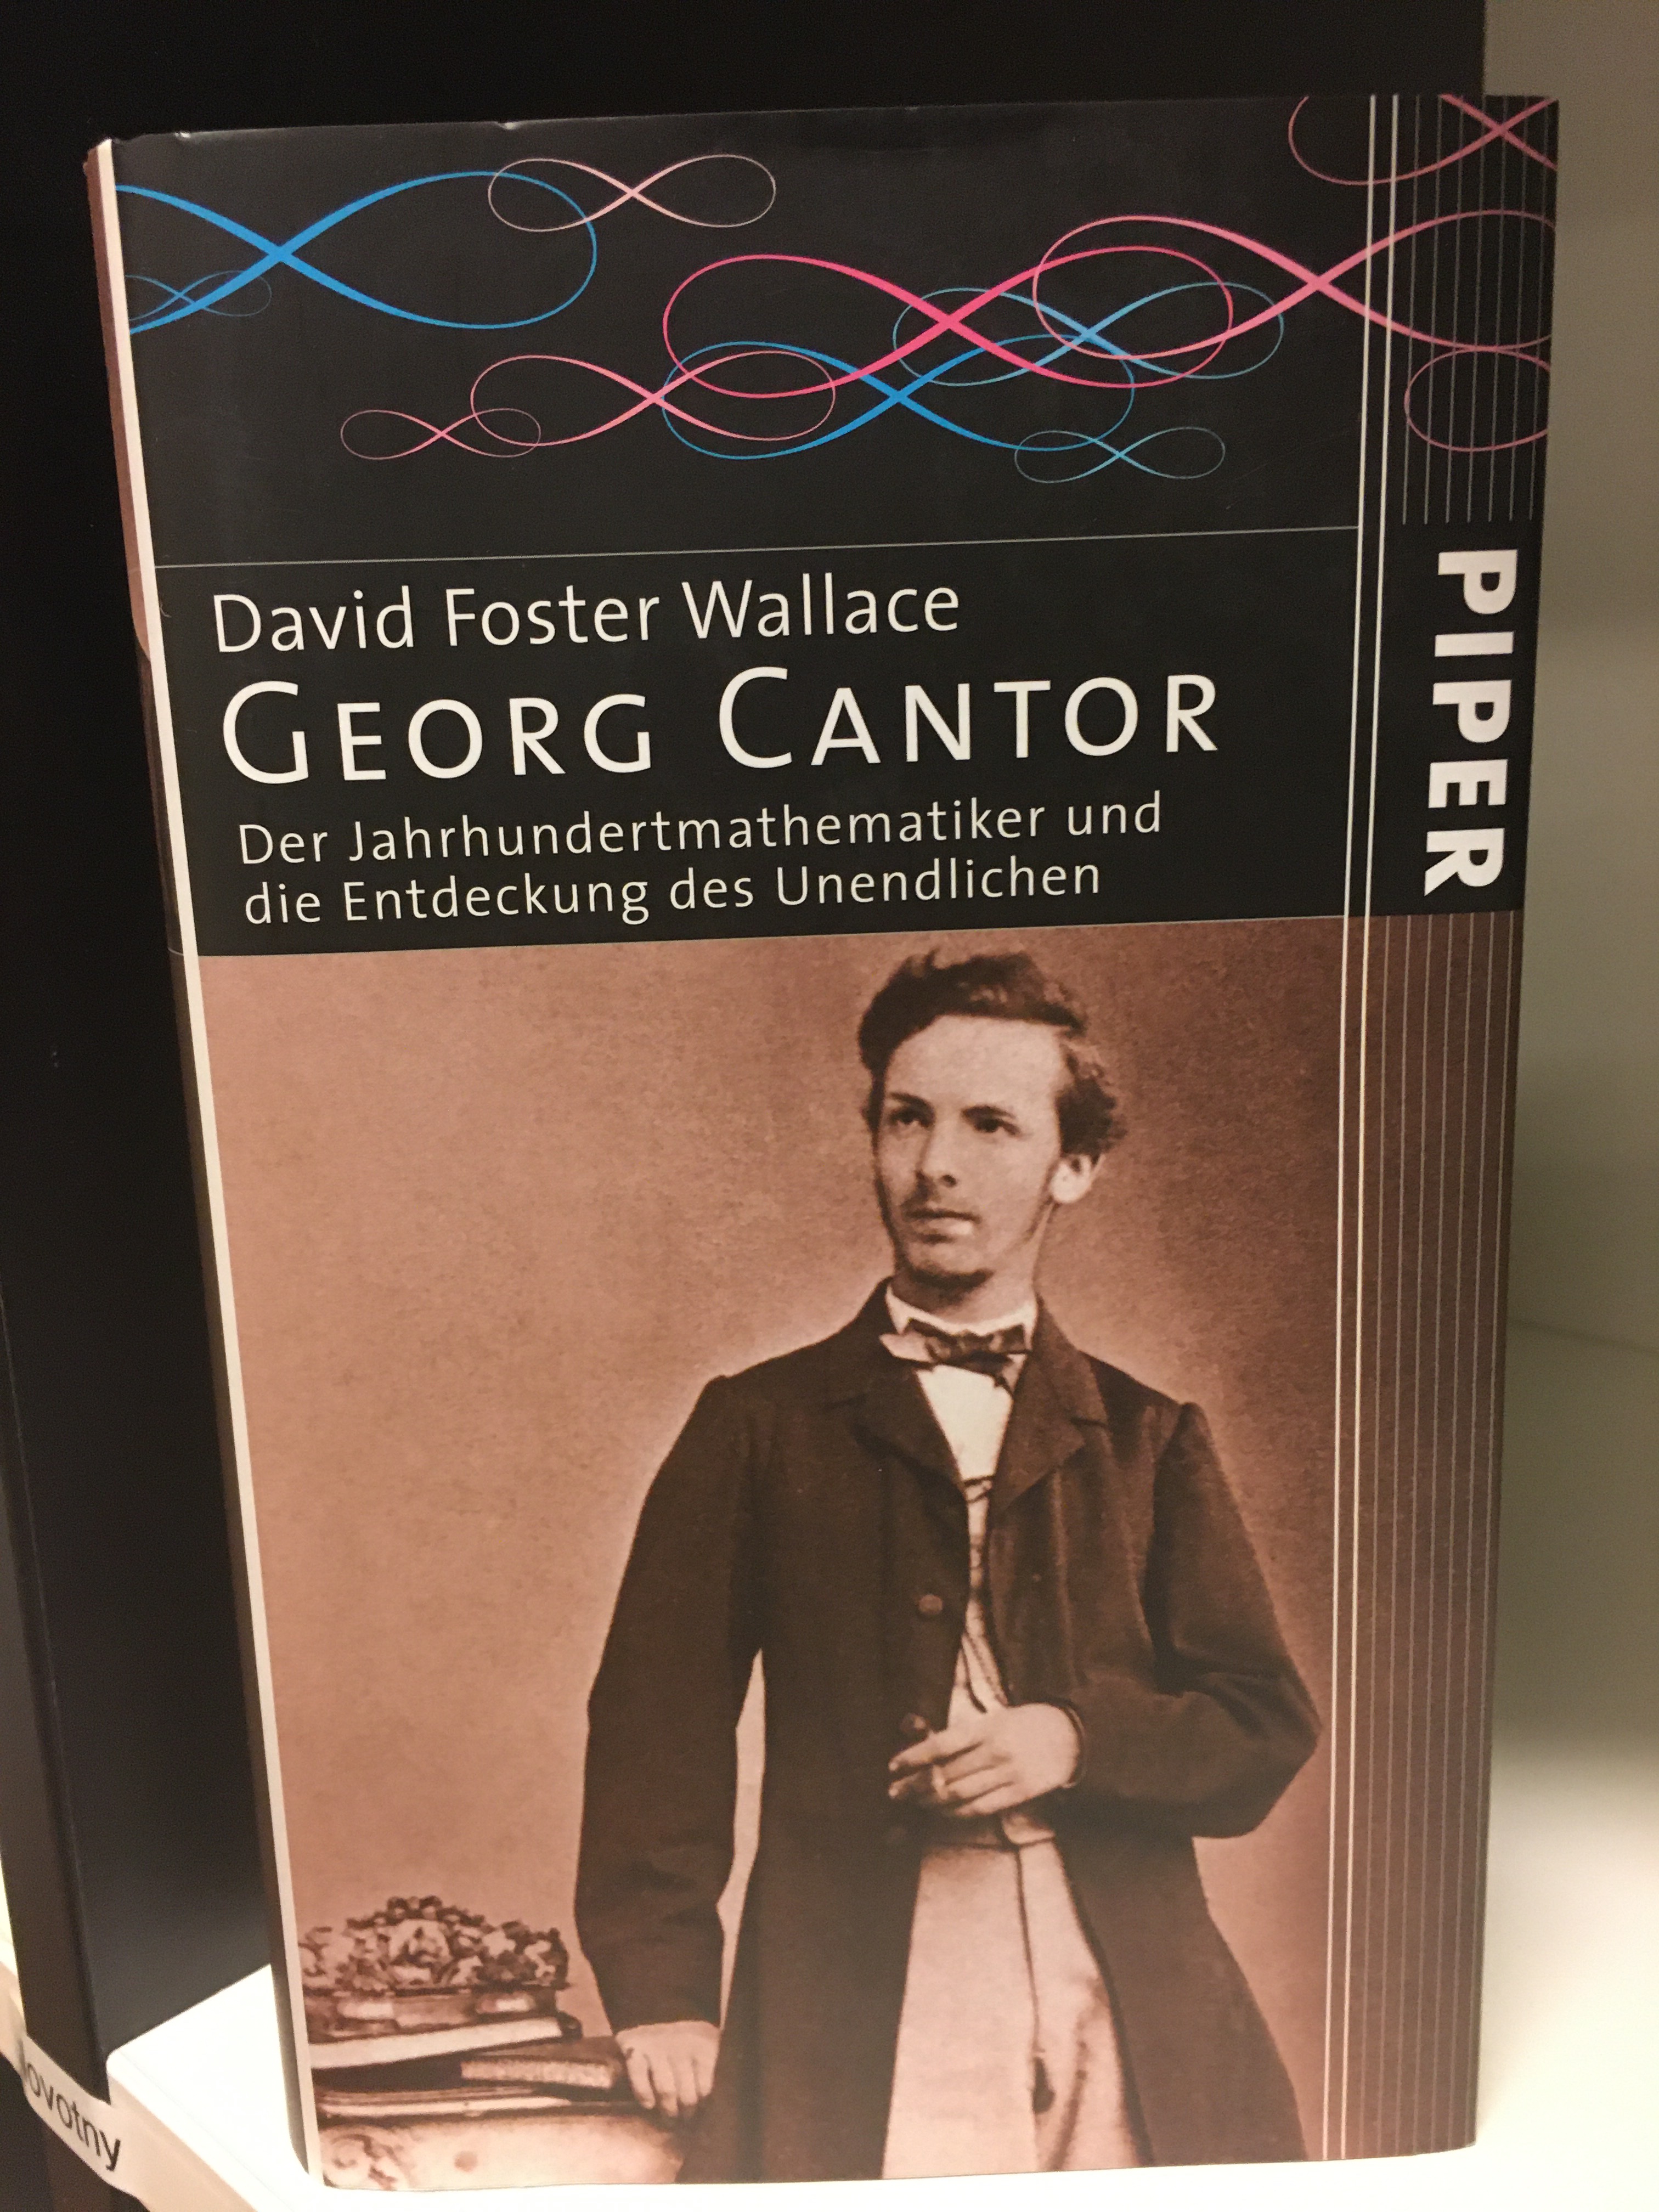 David Foster Wallace
GEORG CANTOR
Der Jahrhundertmathematiker und
die Entdeckung des Unendlichen
PIPER